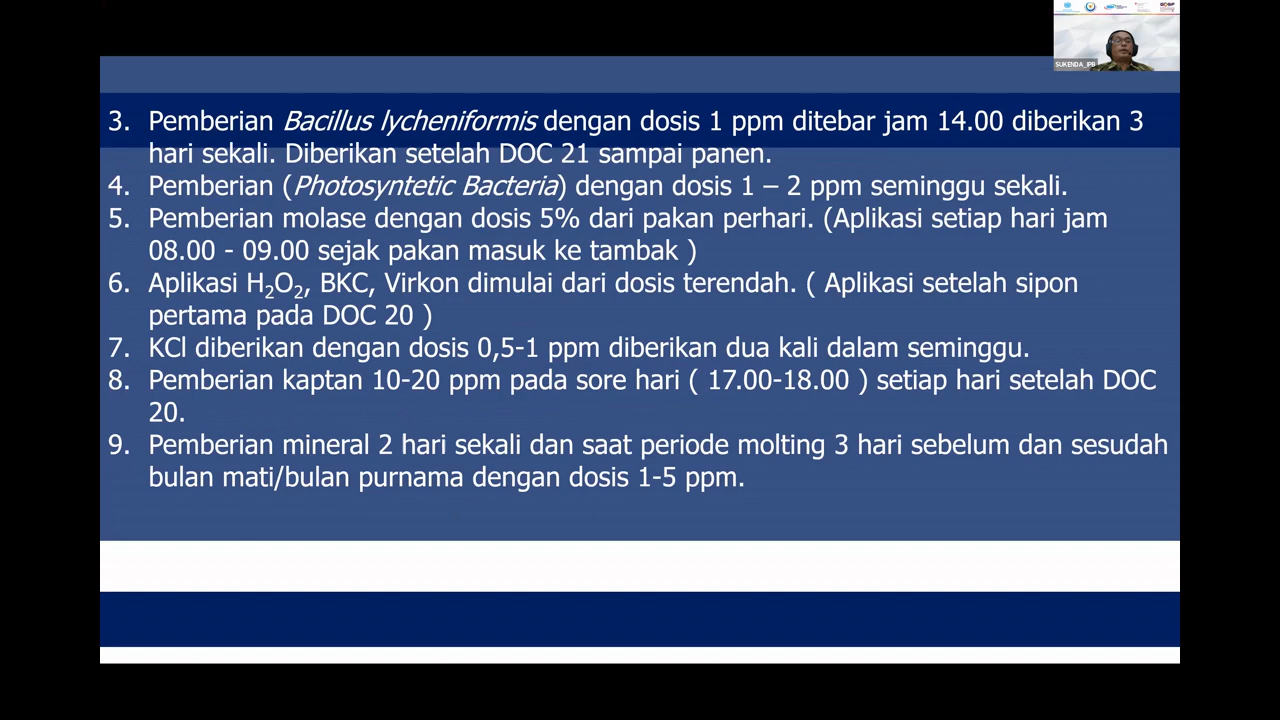 SUKENDA_IPB
3. Pemberian Bacillus lycheniformis dengan dosis 1 ppm ditebar jam 14.00 diberikan 3
hari sekali. Diberikan setelah DOC 21 sampai panen.
4. Pemberian (Photosyntetic Bacteria) dengan dosis 1 – 2 ppm seminggu sekali.
5. Pemberian molase dengan dosis 5% dari pakan perhari. (Aplikasi setiap hari jam
08.00 - 09.00 sejak pakan masuk ke tambak )
6. Aplikasi H₂O₂, BKC, Virkon dimulai dari dosis terendah. ( Aplikasi setelah sipon
pertama pada DOC 20 )
7. KCl diberikan dengan dosis 0,5-1 ppm diberikan dua kali dalam seminggu.
8. Pemberian kaptan 10-20 ppm pada sore hari ( 17.00-18.00 ) setiap hari setelah DOC
20.
9. Pemberian mineral 2 hari sekali dan saat periode molting 3 hari sebelum dan sesudah
bulan mati/bulan purnama dengan dosis 1-5 ppm.